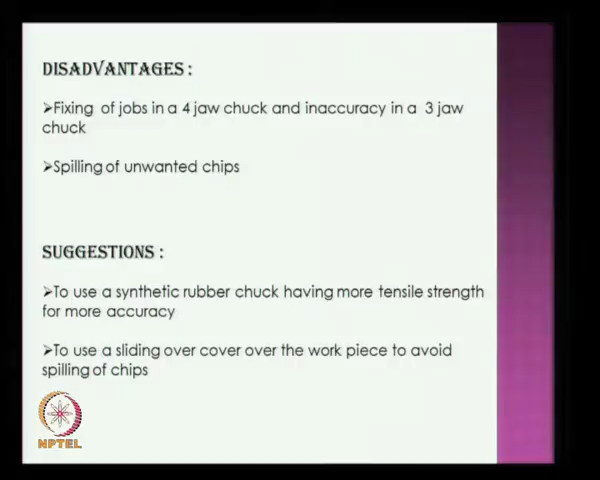 DISADVANTAGES :
➢Fixing of jobs in a 4 jaw chuck and inaccuracy in a 3 jaw
chuck
➢Spilling of unwanted chips
SUGGESTIONS :
➢To use a synthetic rubber chuck having more tensile strength
for more accuracy
➢To use a sliding over cover over the work piece to avoid
spilling of chips
NPTEL